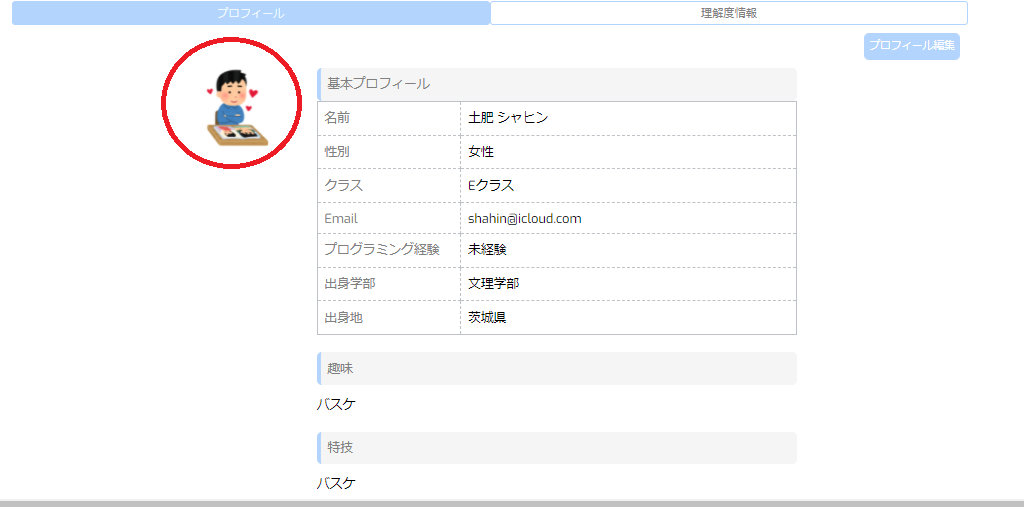 プロフィール 理解度情報
プロフィール編集
基本プロフィール
名前 土肥 シャヒン
性別 女性
クラス Eクラス
Email shahin@icloud.com
プログラミング経験 未経験
出身学部 文理学部
出身地 茨城県
趣味
バスケ
特技
バスケ